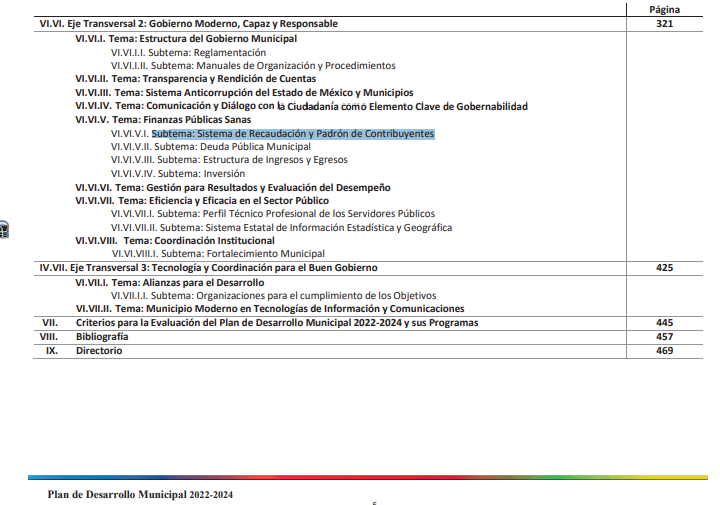 Página
VI.VI. Eje Transversal 2: Gobierno Moderno, Capaz y Responsable 321
VI.VI.I. Tema: Estructura del Gobierno Municipal
VI.VI.I.I. Subtema: Reglamentación
VI.VI.I.II. Subtema: Manuales de Organización y Procedimientos
VI.VI.II. Tema: Transparencia y Rendición de Cuentas
VI.VI.III. Tema: Sistema Anticorrupción del Estado de México y Municipios
VI.VI.IV. Tema: Comunicación y Diálogo con la Ciudadanía como Elemento Clave de Gobernabilidad
VI.VI.V. Tema: Finanzas Públicas Sanas
VI.VI.V.I. Subtema: Sistema de Recaudación y Padrón de Contribuyentes
VI.VI.V.II. Subtema: Deuda Pública Municipal
VI.VI.V.III. Subtema: Estructura de Ingresos y Egresos
VI.VI.V.IV. Subtema: Inversión
VI.VI.VI. Tema: Gestión para Resultados y Evaluación del Desempeño
VI.VI.VII. Tema: Eficiencia y Eficacia en el Sector Público
VI.VI.VII.I. Subtema: Perfil Técnico Profesional de los Servidores Públicos
VI.VI.VII.II. Subtema: Sistema Estatal de Información Estadística y Geográfica
VI.VI.VIII. Tema: Coordinación Institucional
VI.VI.VIII.I. Subtema: Fortalecimiento Municipal
IV.VII. Eje Transversal 3: Tecnología y Coordinación para el Buen Gobierno 425
VI.VII.I. Tema: Alianzas para el Desarrollo
VI.VII.I.I. Subtema: Organizaciones para el cumplimiento de los Objetivos
VI.VII.II. Tema: Municipio Moderno en Tecnologías de Información y Comunicaciones
VII. Criterios para la Evaluación del Plan de Desarrollo Municipal 2022-2024 y sus Programas 445
VIII. Bibliografía 457
IX. Directorio 469
Plan de Desarrollo Municipal 2022-2024